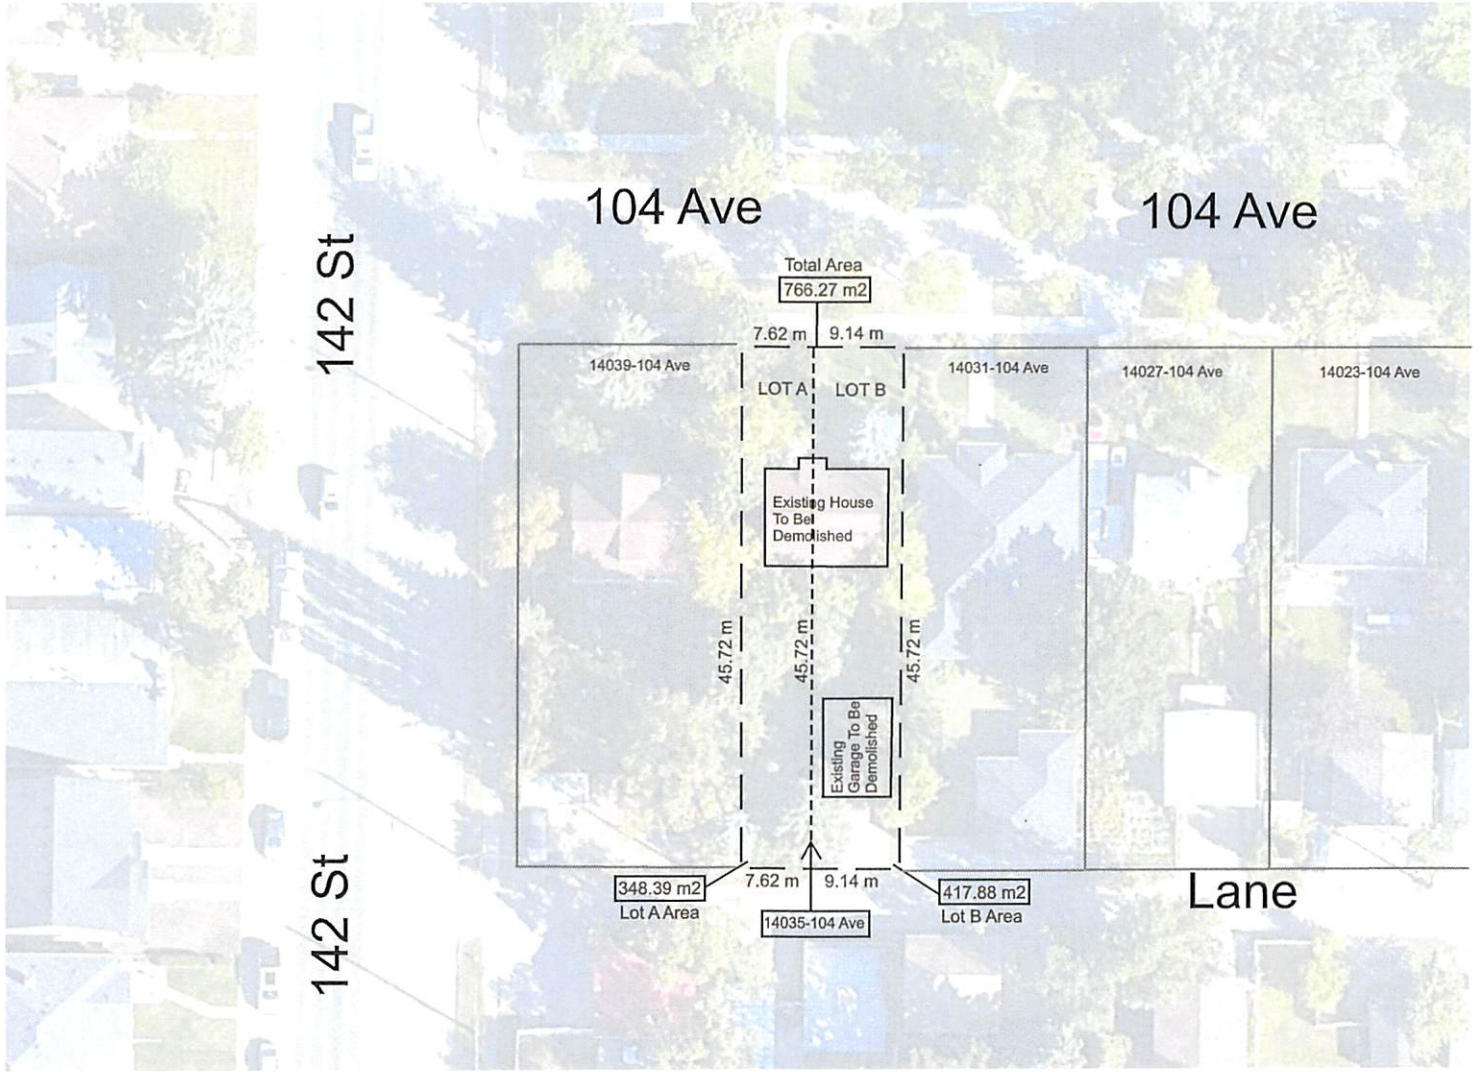 104 Ave
104 Ave
142 St
Total Area
766.27 m2
7.62 m
9.14 m
14039-104 Ave
LOT A
LOT B
14031-104 Ave
14027-104 Ave
14023-104 Ave
Existing House
To Be
Demolished
45.72 m
45.72 m
45.72 m
Existing
Garage To Be
Demolished
142 St
348.39 m2
Lot A Area
7.62 m
9.14 m
417.88 m2
Lot B Area
14035-104 Ave
Lane